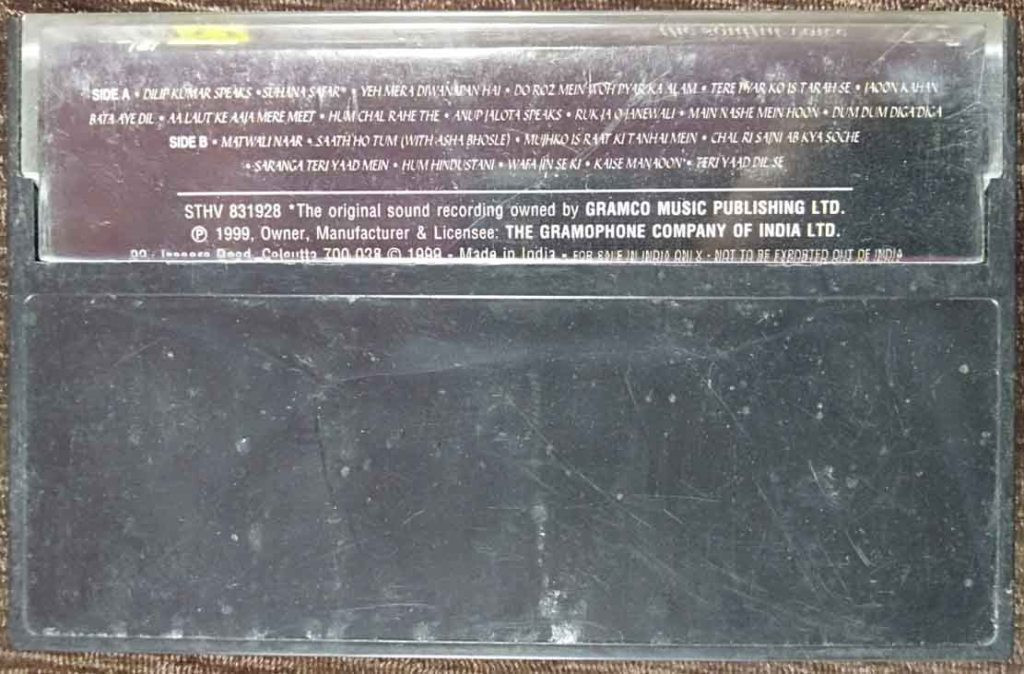 the soulful voice
SIDE A • DILIP KUMAR SPEAKS • SUHANA SAFAR* • YEH MERA DIWANAPAN HAI • DO ROZ MEIN WOH PYAR KA ALAM • TERE PYAR KO IS TARAH SE • JAOON KAHAN
BATA AYE DIL • AA LAUT KE AAJA MERE MEET • HUM CHAL RAHE THE • ANUP JALOTA SPEAKS • RUK JA O JANEWALI • MAIN NASHE MEIN HOON • DUM DUM DIGA DIGA
SIDE B • MATWALI NAAR • SAATH HO TUM (WITH ASHA BHOSLE) • MUJHKO IS RAAT KI TANHAI MEIN • CHAL RI SAJNI AB KYA SOCHE
• SARANGA TERI YAAD MEIN • HUM HINDUSTANI • WAFA JIN SE KI • KAISE MANAOON* • TERI YAAD DIL SE
STHV 831928 *The original sound recording owned by GRAMCO MUSIC PUBLISHING LTD.
℗ 1999, Owner, Manufacturer & Licensee: THE GRAMOPHONE COMPANY OF INDIA LTD.
Road, Calcutta 700 028 © 1999 • Made in India • FOR SALE IN INDIA ONLY • NOT TO BE EXPORTED OUT OF INDIA